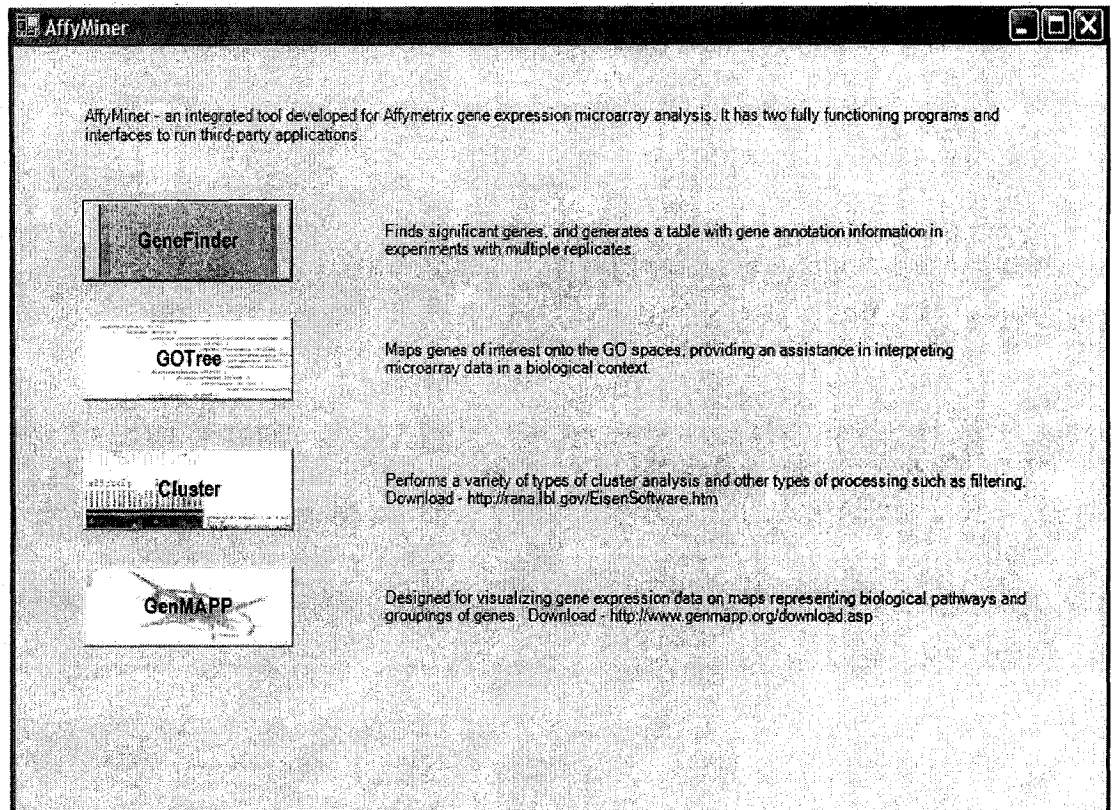 AffyMiner
AffyMiner - an integrated tool developed for Affymetrix gene expression microarray analysis. It has two fully functioning programs and
interfaces to run third-party applications.
GeneFinder
Finds significant genes, and generates a table with gene annotation information in
experiments with multiple replicates.
GOTree
Maps genes of interest onto the GO spaces, providing an assistance in interpreting
microarray data in a biological context.
Cluster
Performs a variety of types of cluster analysis and other types of processing such as filtering.
Download - http://rana.lbl.gov/EisenSoftware.htm
GenMAPP
Designed for visualizing gene expression data on maps representing biological pathways and
groupings of genes. Download - http://www.genmapp.org/download.asp